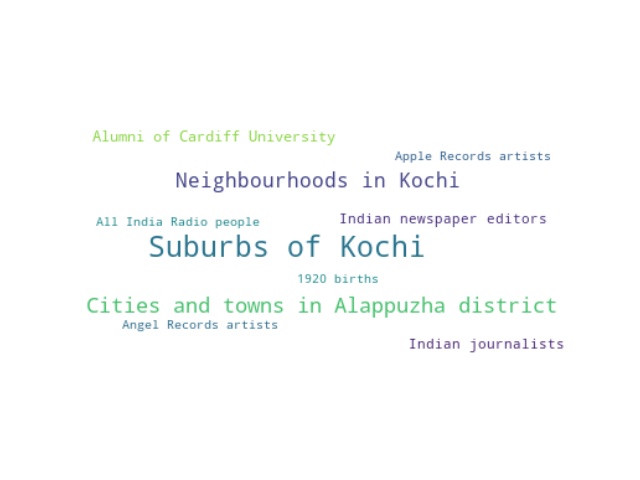 Alumni of Cardiff University
Apple Records artists
Neighbourhoods in Kochi
Indian newspaper editors
All India Radio people
Suburbs of Kochi
1920 births
Cities and towns in Alappuzha district
Angel Records artists
Indian journalists